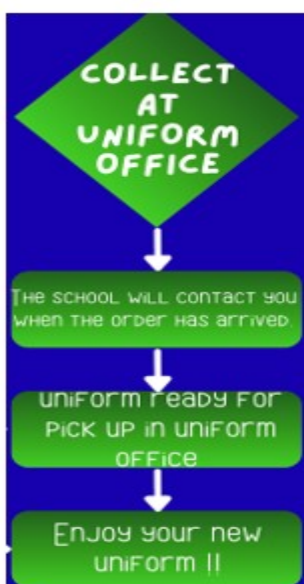 COLLECT
AT
UNIFORM
OFFICE
THE SCHOOL WILL CONTACT YOU
WHEN THE ORDER HAS ARRIVED.
UNIFORM READY FOR
PICK UP IN UNIFORM
OFFICE
ENJOY YOUR NEW
UNIFORM !!